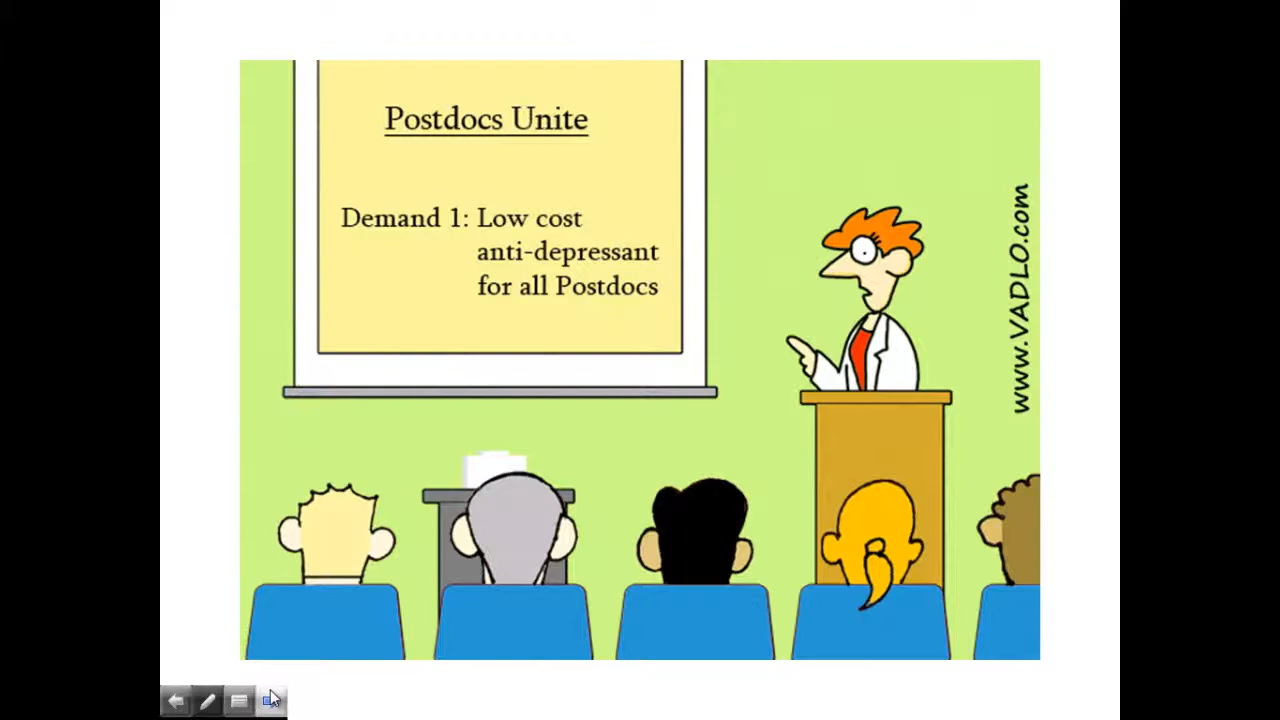 Postdocs Unite
Demand 1: Low cost
anti-depressant
for all Postdocs
www.VADLO.com